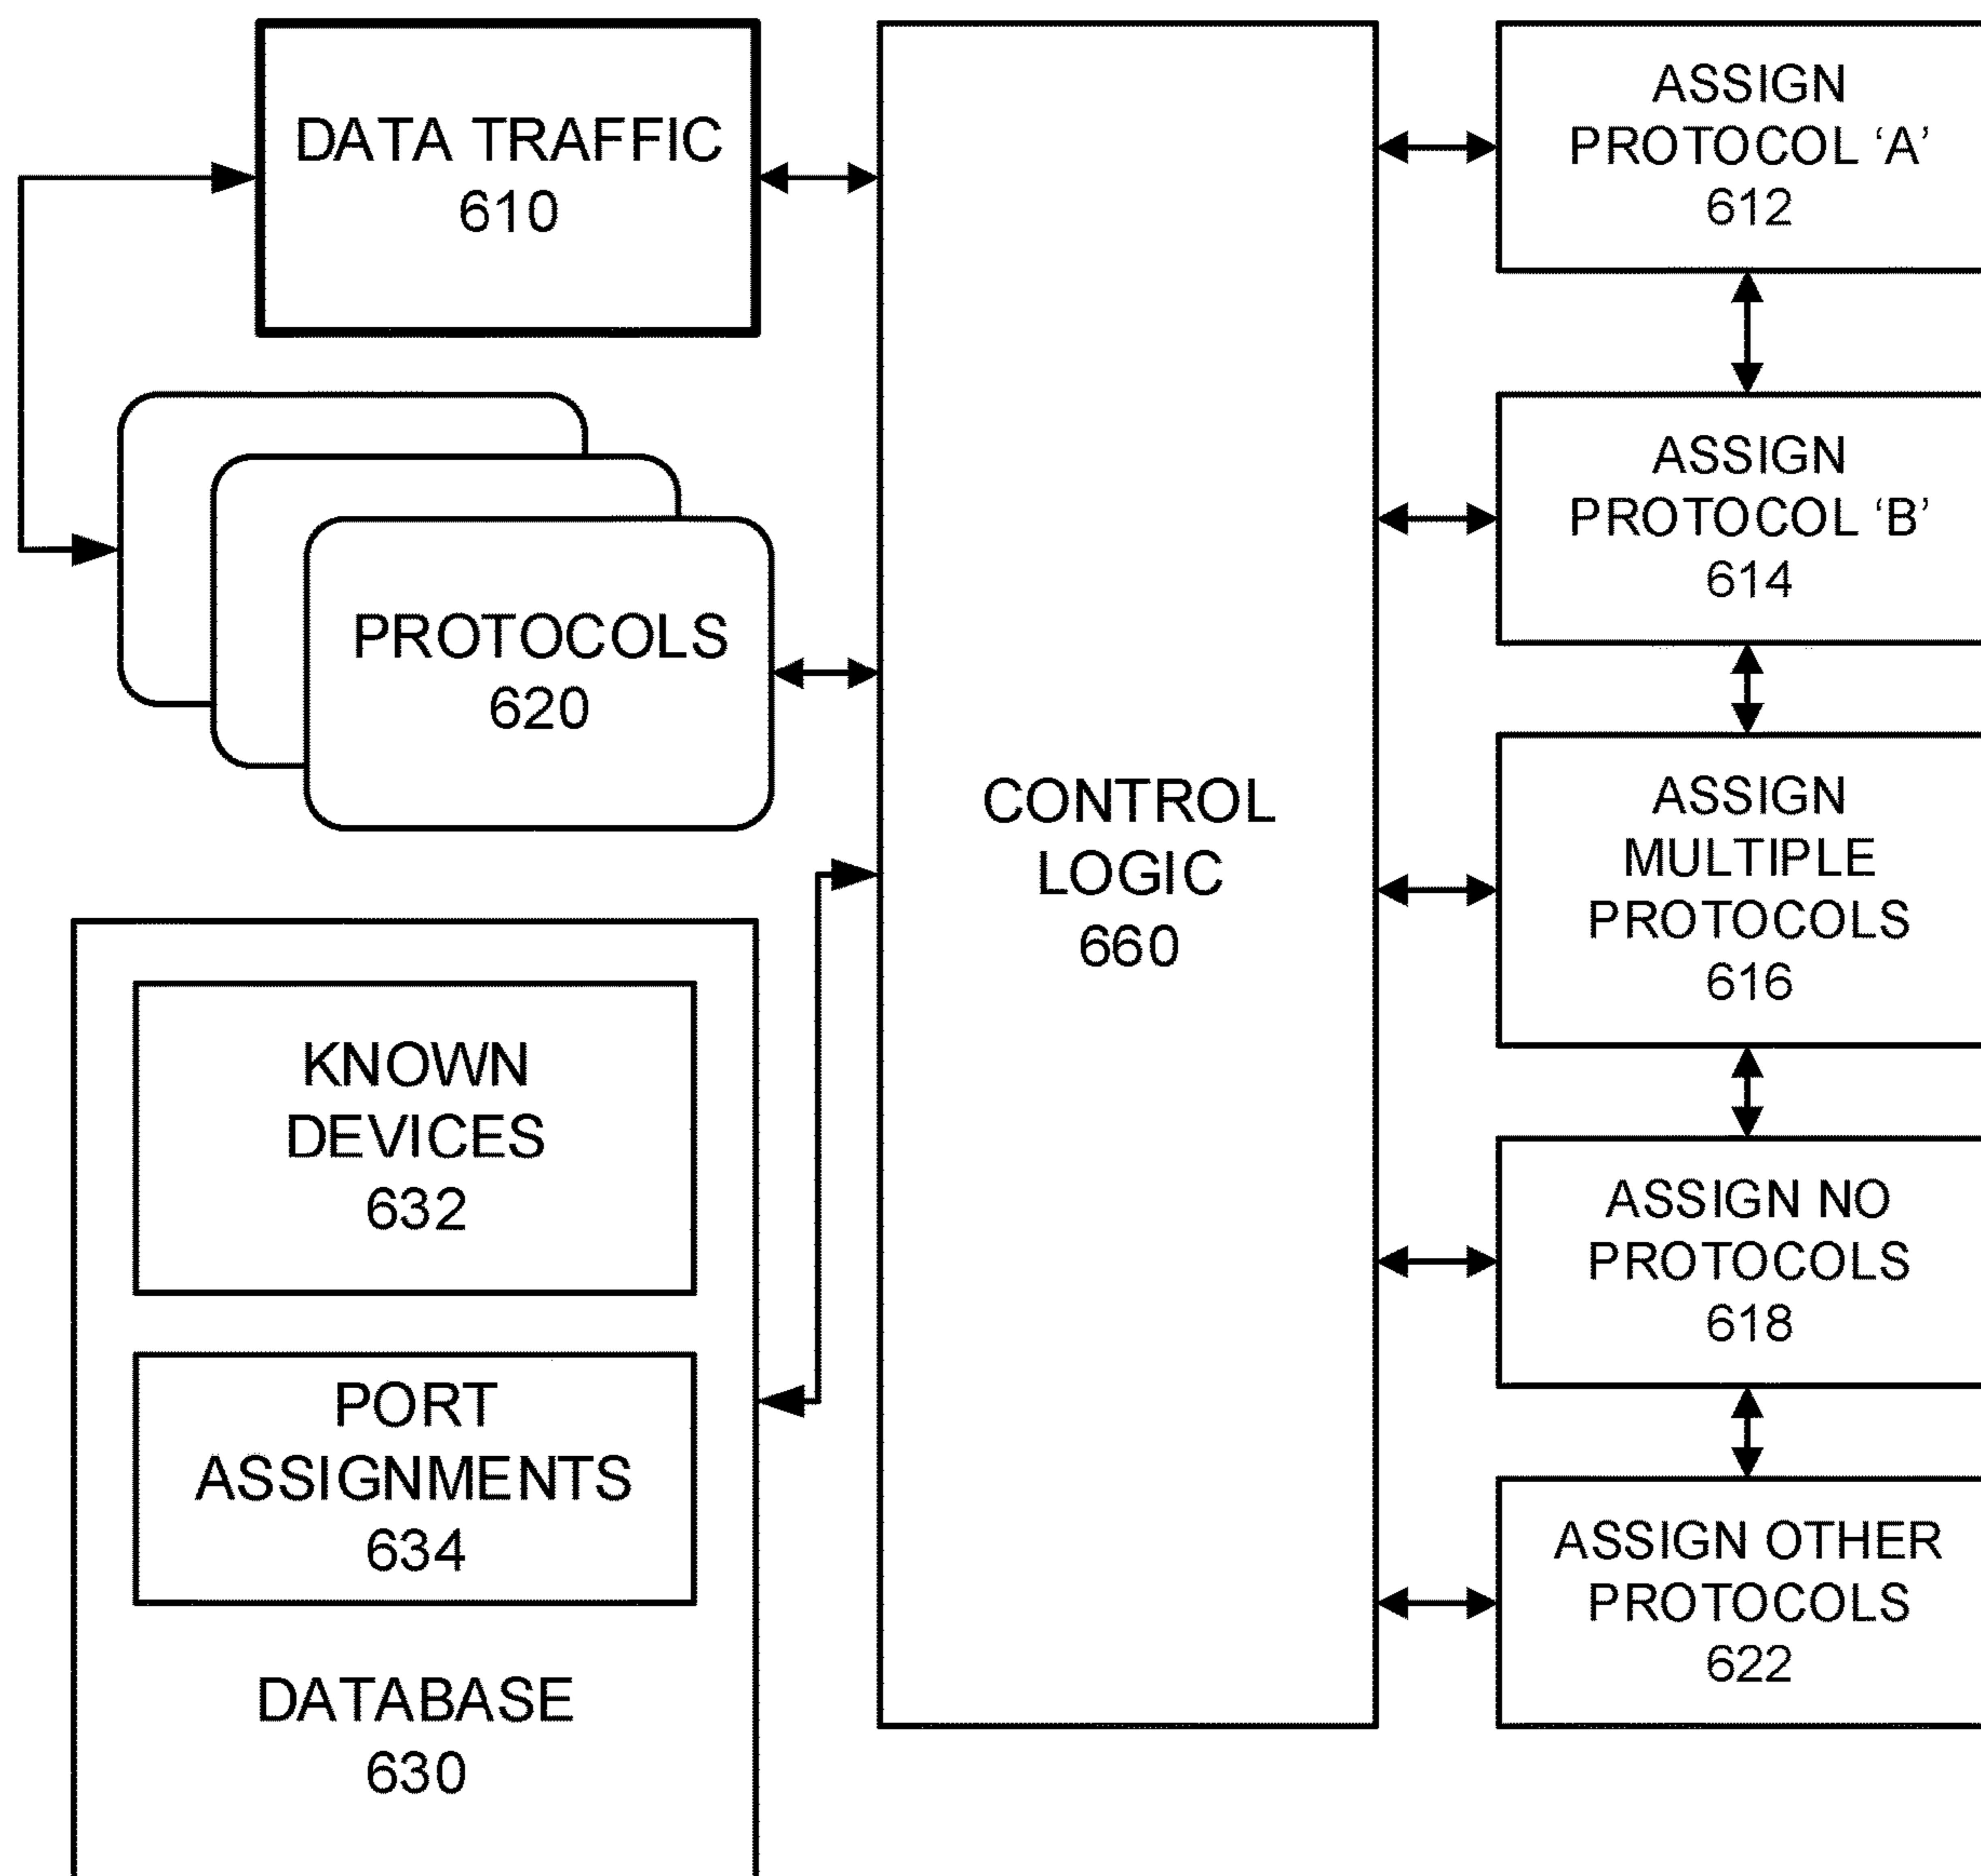 DATA TRAFFIC
610
PROTOCOLS
620
KNOWN
DEVICES
632
PORT
ASSIGNMENTS
634
DATABASE
630
CONTROL
LOGIC
660
ASSIGN
PROTOCOL ‘A’
612
ASSIGN
PROTOCOL ‘B’
614
ASSIGN
MULTIPLE
PROTOCOLS
616
ASSIGN NO
PROTOCOLS
618
ASSIGN OTHER
PROTOCOLS
622